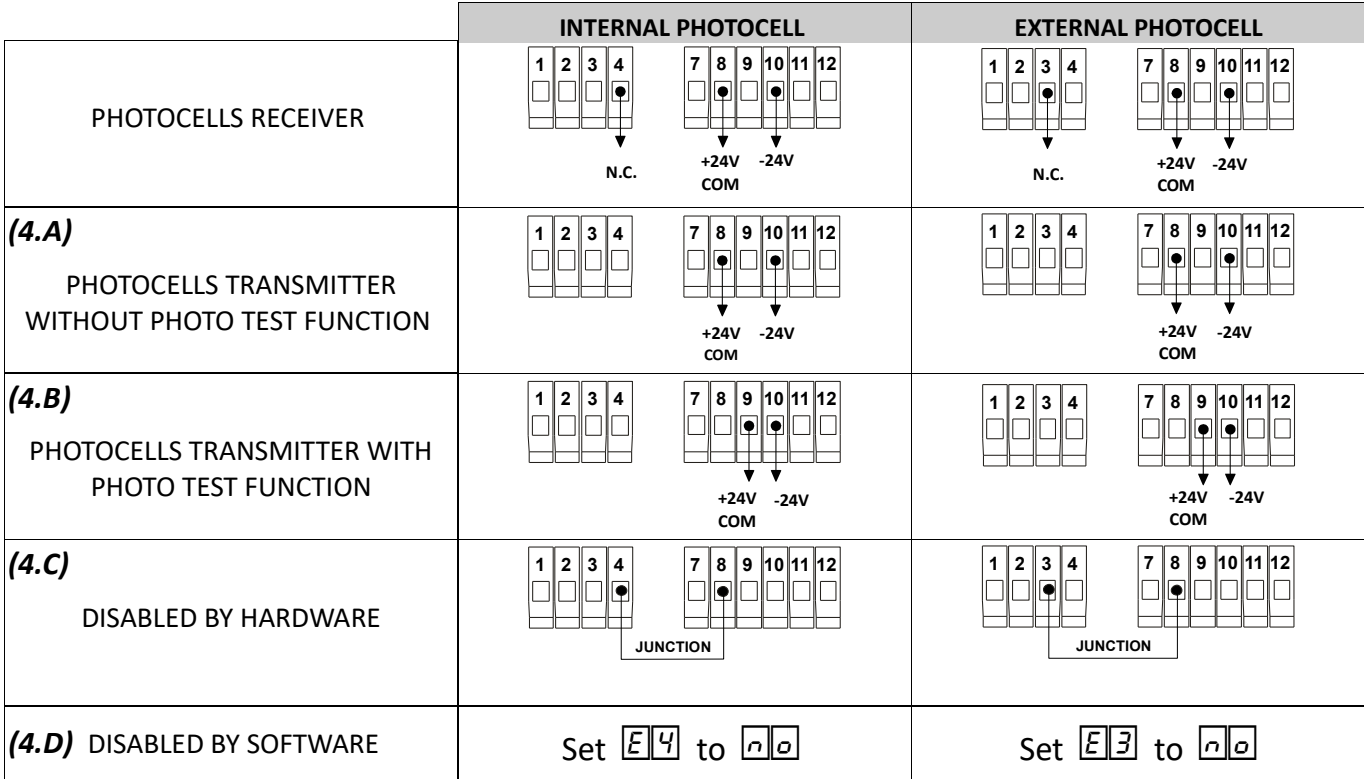 INTERNAL PHOTOCELL EXTERNAL PHOTOCELL
PHOTOCELLS RECEIVER
1 2 3 4 7 8 9 10 11 12
N.C. +24V -24V
COM
1 2 3 4 7 8 9 10 11 12
N.C. +24V -24V
COM
(4.A)
PHOTOCELLS TRANSMITTER
WITHOUT PHOTO TEST FUNCTION
1 2 3 4 7 8 9 10 11 12
+24V -24V
COM
1 2 3 4 7 8 9 10 11 12
+24V -24V
COM
(4.B)
PHOTOCELLS TRANSMITTER WITH
PHOTO TEST FUNCTION
1 2 3 4 7 8 9 10 11 12
+24V -24V
COM
1 2 3 4 7 8 9 10 11 12
+24V -24V
COM
(4.C)
DISABLED BY HARDWARE
1 2 3 4 7 8 9 10 11 12
JUNCTION
1 2 3 4 7 8 9 10 11 12
JUNCTION
(4.D) DISABLED BY SOFTWARE
Set E4 to no
Set E3 to no